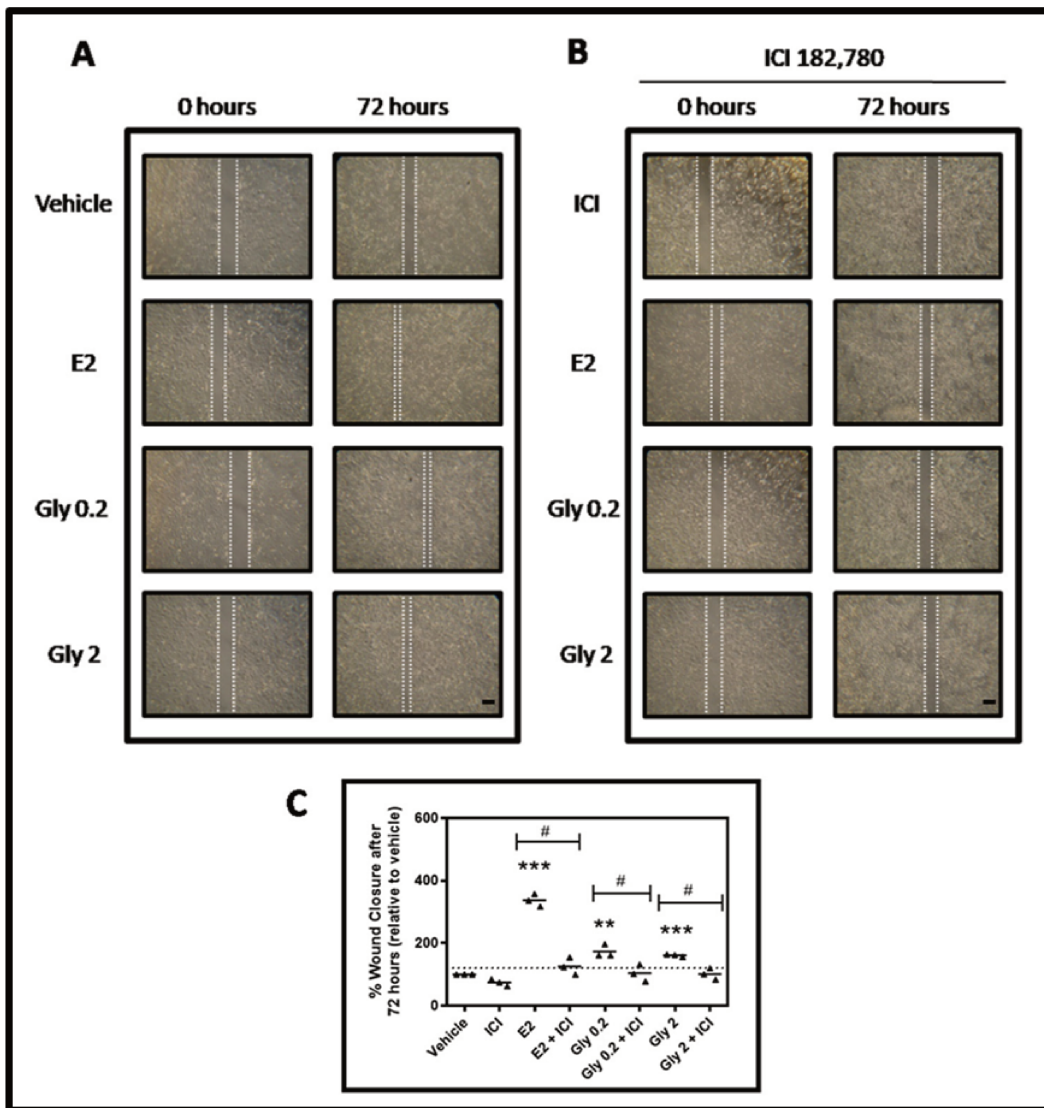 A
B
ICI 182,780
0 hours 72 hours
0 hours 72 hours
Vehicle
ICI
E2
E2
Gly 0.2
Gly 0.2
Gly 2
Gly 2
C
% Wound Closure after
72 hours (relative to vehicle)
600
400
200
0
#
***
#
**
#
***
Vehicle
ICI
E2
E2 + ICI
Gly 0.2
Gly 0.2 + ICI
Gly 2
Gly 2 + ICI